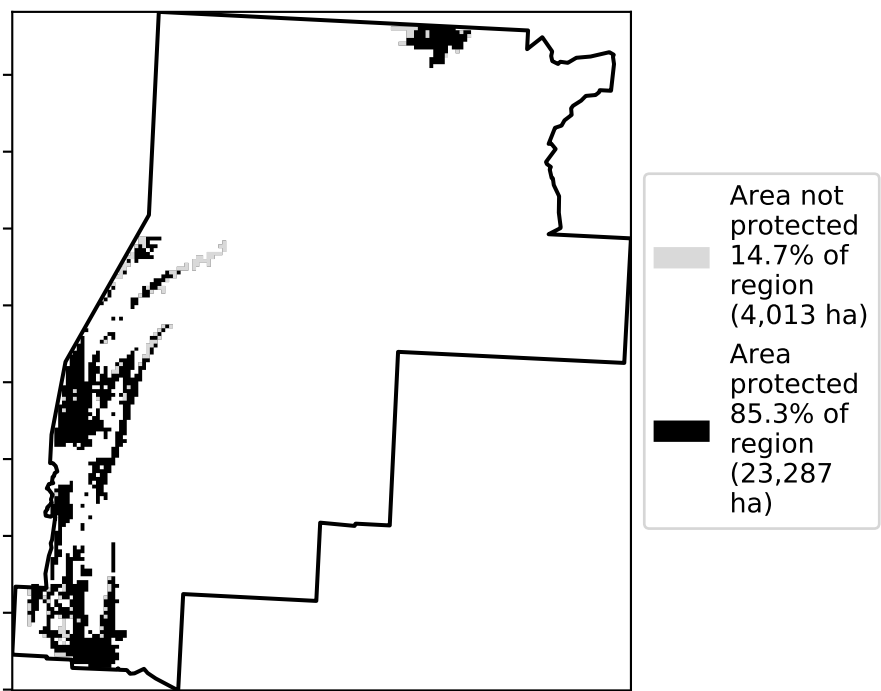 Area not
protected
14.7% of
region
(4,013 ha)
Area
protected
85.3% of
region
(23,287
ha)